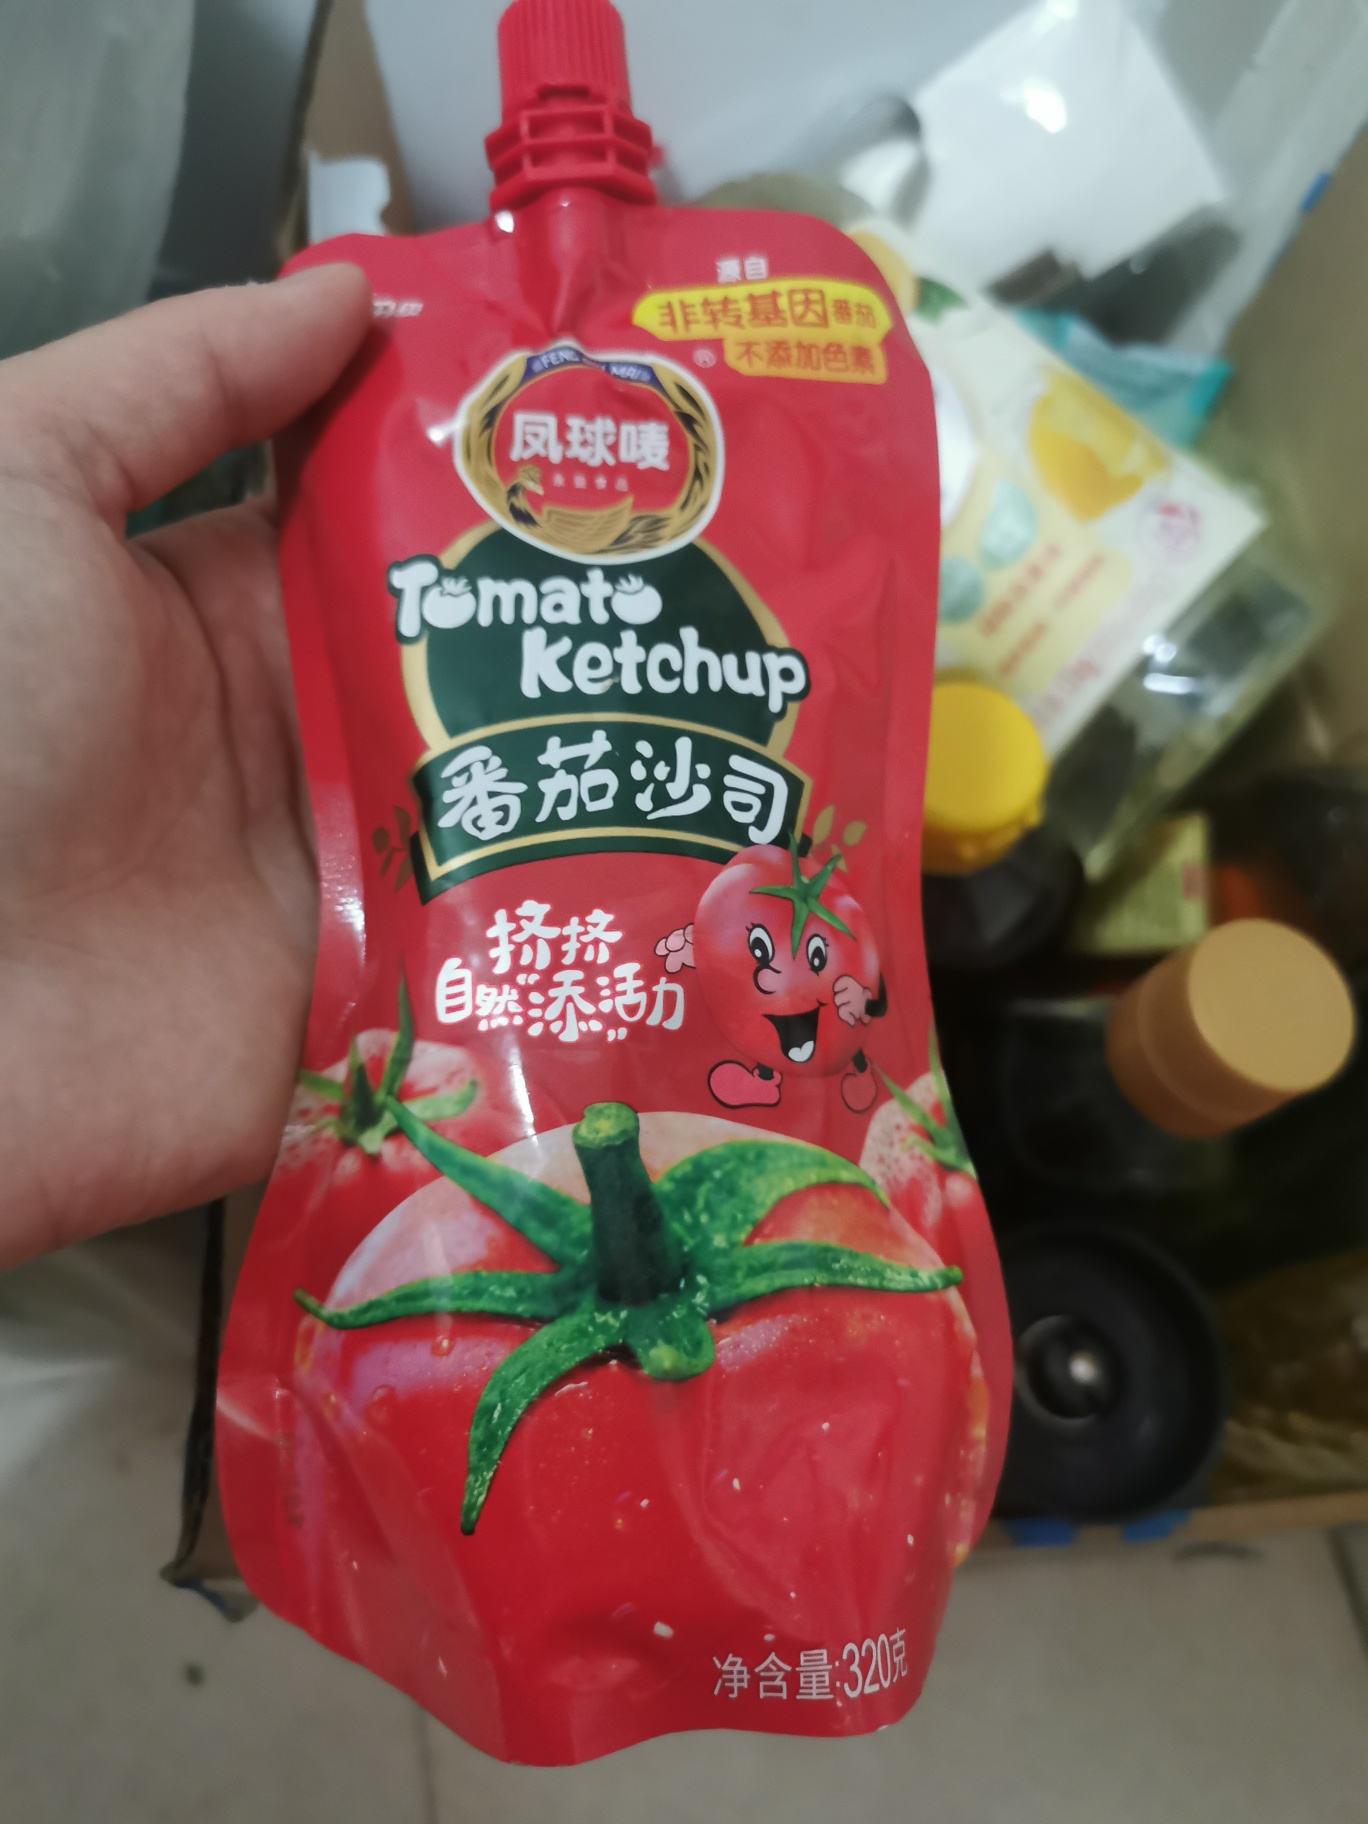 源自
非转基因番茄
不添加色素
凤球唛
Tomato
Ketchup
番茄沙司
挤挤
自然“添”活力
净含量:320克